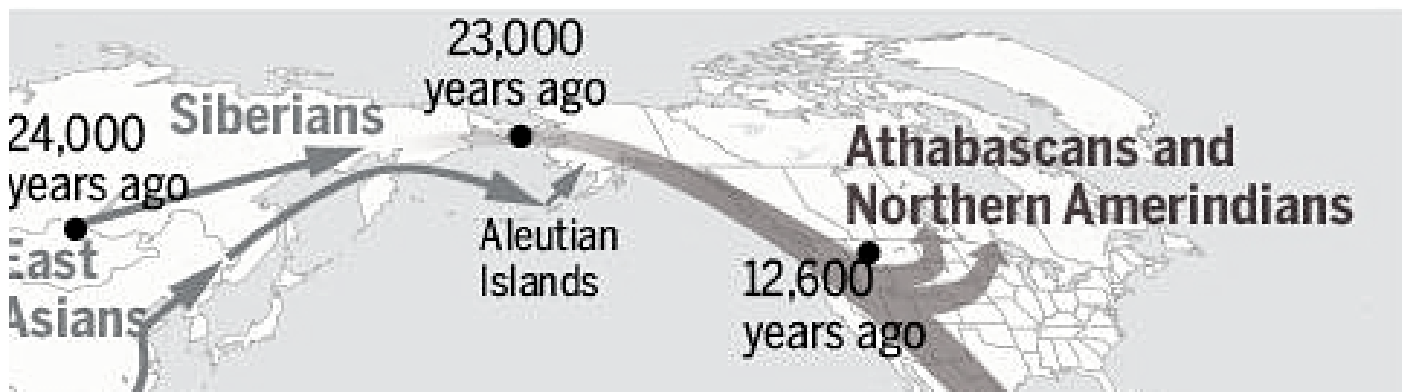 23,000
years ago
Siberians
24,000
years ago
East
Asians
Aleutian
Islands
Athabascans and
Northern Amerindians
12,600
years ago